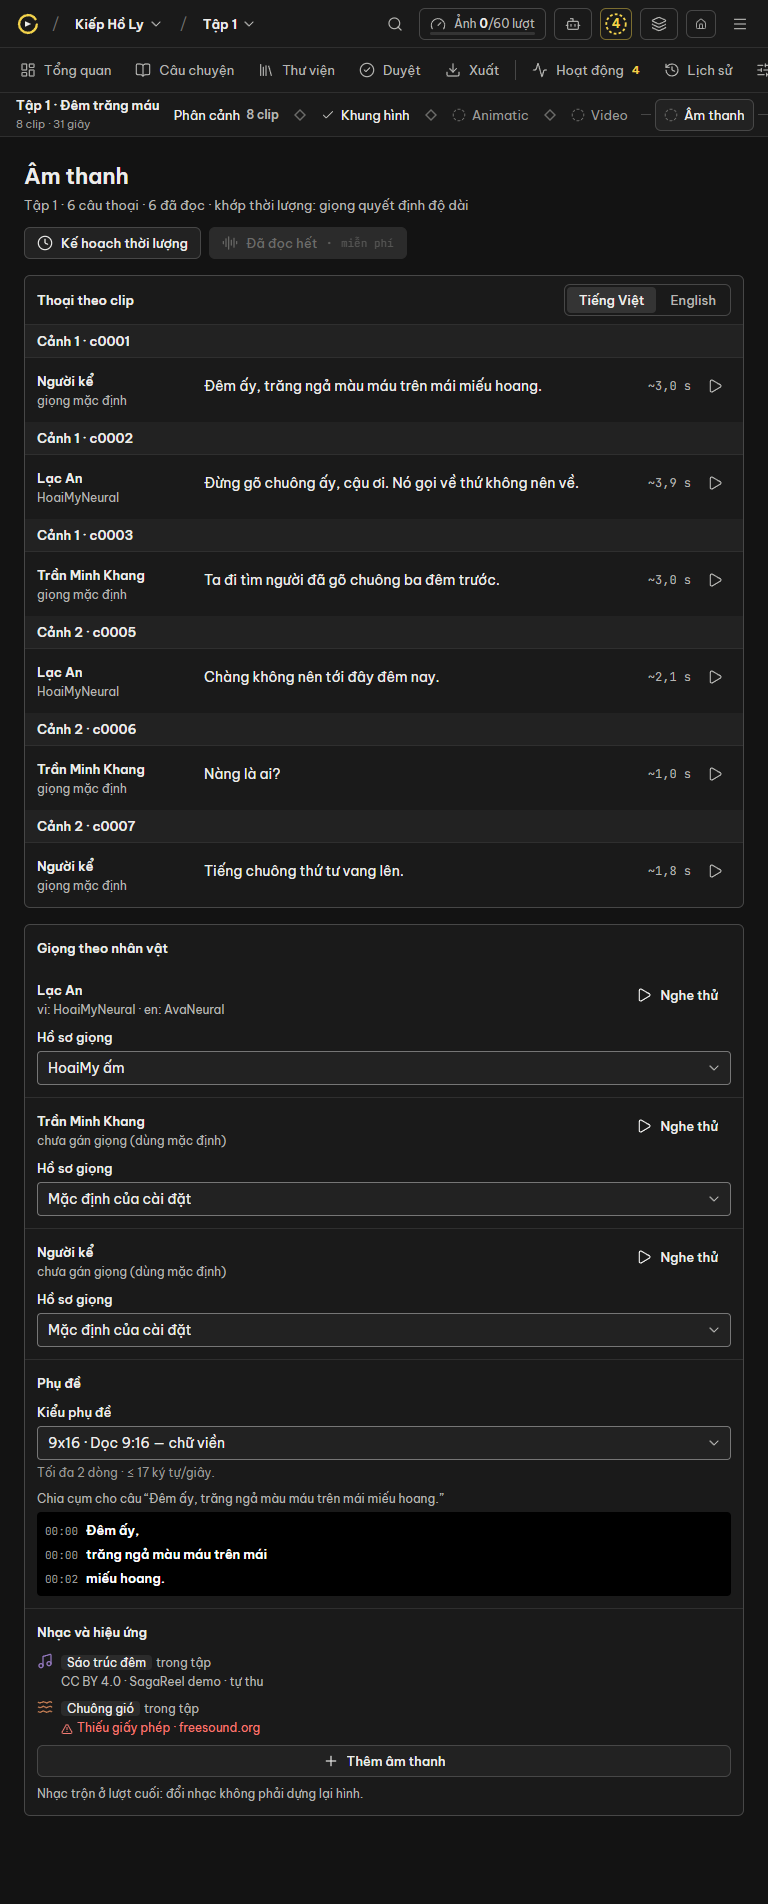 / Kiếp Hồ Ly / Tập 1
Ảnh 0/60 lượt
4
Tổng quan Câu chuyện Thư viện Duyệt Xuất Hoạt động 4 Lịch sử
Tập 1 · Đêm trăng máu
8 clip · 31 giây
Phân cảnh 8 clip Khung hình Animatic Video Âm thanh
Âm thanh
Tập 1 · 6 câu thoại · 6 đã đọc · khớp thời lượng: giọng quyết định độ dài
Kế hoạch thời lượng
Đã đọc hết · miễn phí
Thoại theo clip
Tiếng Việt English
Cảnh 1 · c0001
Người kể
giọng mặc định
Đêm ấy, trăng ngả màu máu trên mái miếu hoang.
~3,0 s
Cảnh 1 · c0002
Lạc An
HoaiMyNeural
Đừng gõ chuông ấy, cậu ơi. Nó gọi về thứ không nên về.
~3,9 s
Cảnh 1 · c0003
Trần Minh Khang
giọng mặc định
Ta đi tìm người đã gõ chuông ba đêm trước.
~3,0 s
Cảnh 2 · c0005
Lạc An
HoaiMyNeural
Chàng không nên tới đây đêm nay.
~2,1 s
Cảnh 2 · c0006
Trần Minh Khang
giọng mặc định
Nàng là ai?
~1,0 s
Cảnh 2 · c0007
Người kể
giọng mặc định
Tiếng chuông thứ tư vang lên.
~1,8 s
Giọng theo nhân vật
Lạc An
vi: HoaiMyNeural · en: AvaNeural
Nghe thử
Hồ sơ giọng
HoaiMy ấm
Trần Minh Khang
chưa gán giọng (dùng mặc định)
Nghe thử
Hồ sơ giọng
Mặc định của cài đặt
Người kể
chưa gán giọng (dùng mặc định)
Nghe thử
Hồ sơ giọng
Mặc định của cài đặt
Phụ đề
Kiểu phụ đề
9x16 · Dọc 9:16 — chữ viền
Tối đa 2 dòng · ≤ 17 ký tự/giây.
Chia cụm cho câu “Đêm ấy, trăng ngả màu máu trên mái miếu hoang.”
00:00 Đêm ấy,
00:00 trăng ngả màu máu trên mái
00:02 miếu hoang.
Nhạc và hiệu ứng
Sáo trúc đêm trong tập
CC BY 4.0 · SagaReel demo · tự thu
Chuông gió trong tập
Thiếu giấy phép · freesound.org
Thêm âm thanh
Nhạc trộn ở lượt cuối: đổi nhạc không phải dựng lại hình.